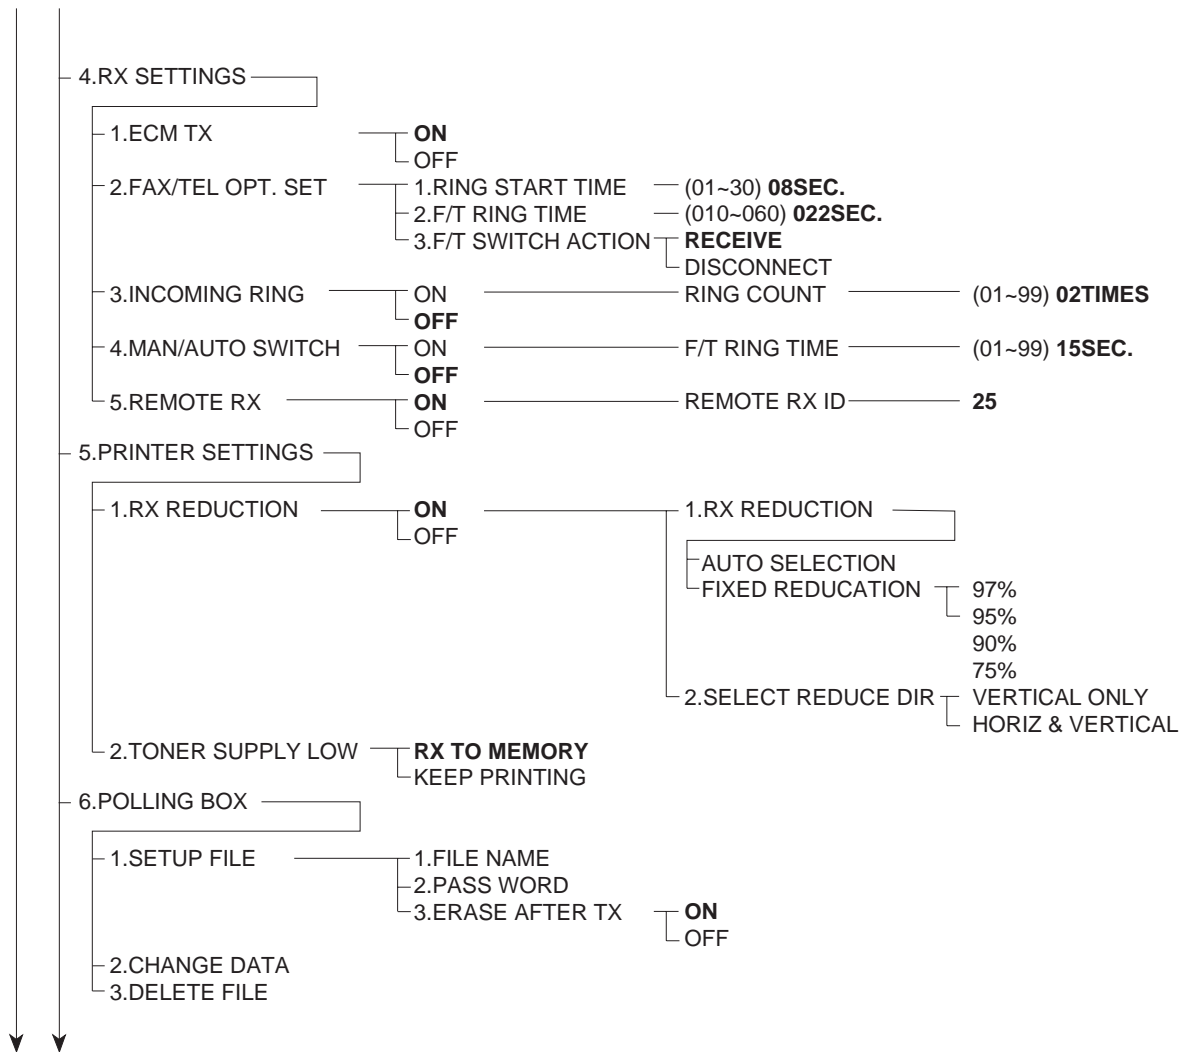 4.RX SETTINGS
1.ECM TX ON
OFF
2.FAX/TEL OPT. SET 1.RING START TIME (01~30) 08SEC.
2.F/T RING TIME (010~060) 022SEC.
3.F/T SWITCH ACTION RECEIVE
DISCONNECT
3.INCOMING RING ON RING COUNT (01~99) 02TIMES
OFF
4.MAN/AUTO SWITCH ON F/T RING TIME (01~99) 15SEC.
OFF
5.REMOTE RX ON REMOTE RX ID 25
OFF
5.PRINTER SETTINGS
1.RX REDUCTION ON 1.RX REDUCTION
OFF
AUTO SELECTION
FIXED REDUCATION 97%
95%
90%
75%
2.SELECT REDUCE DIR VERTICAL ONLY
HORIZ & VERTICAL
2.TONER SUPPLY LOW RX TO MEMORY
KEEP PRINTING
6.POLLING BOX
1.SETUP FILE 1.FILE NAME
2.PASS WORD
3.ERASE AFTER TX ON
OFF
2.CHANGE DATA
3.DELETE FILE